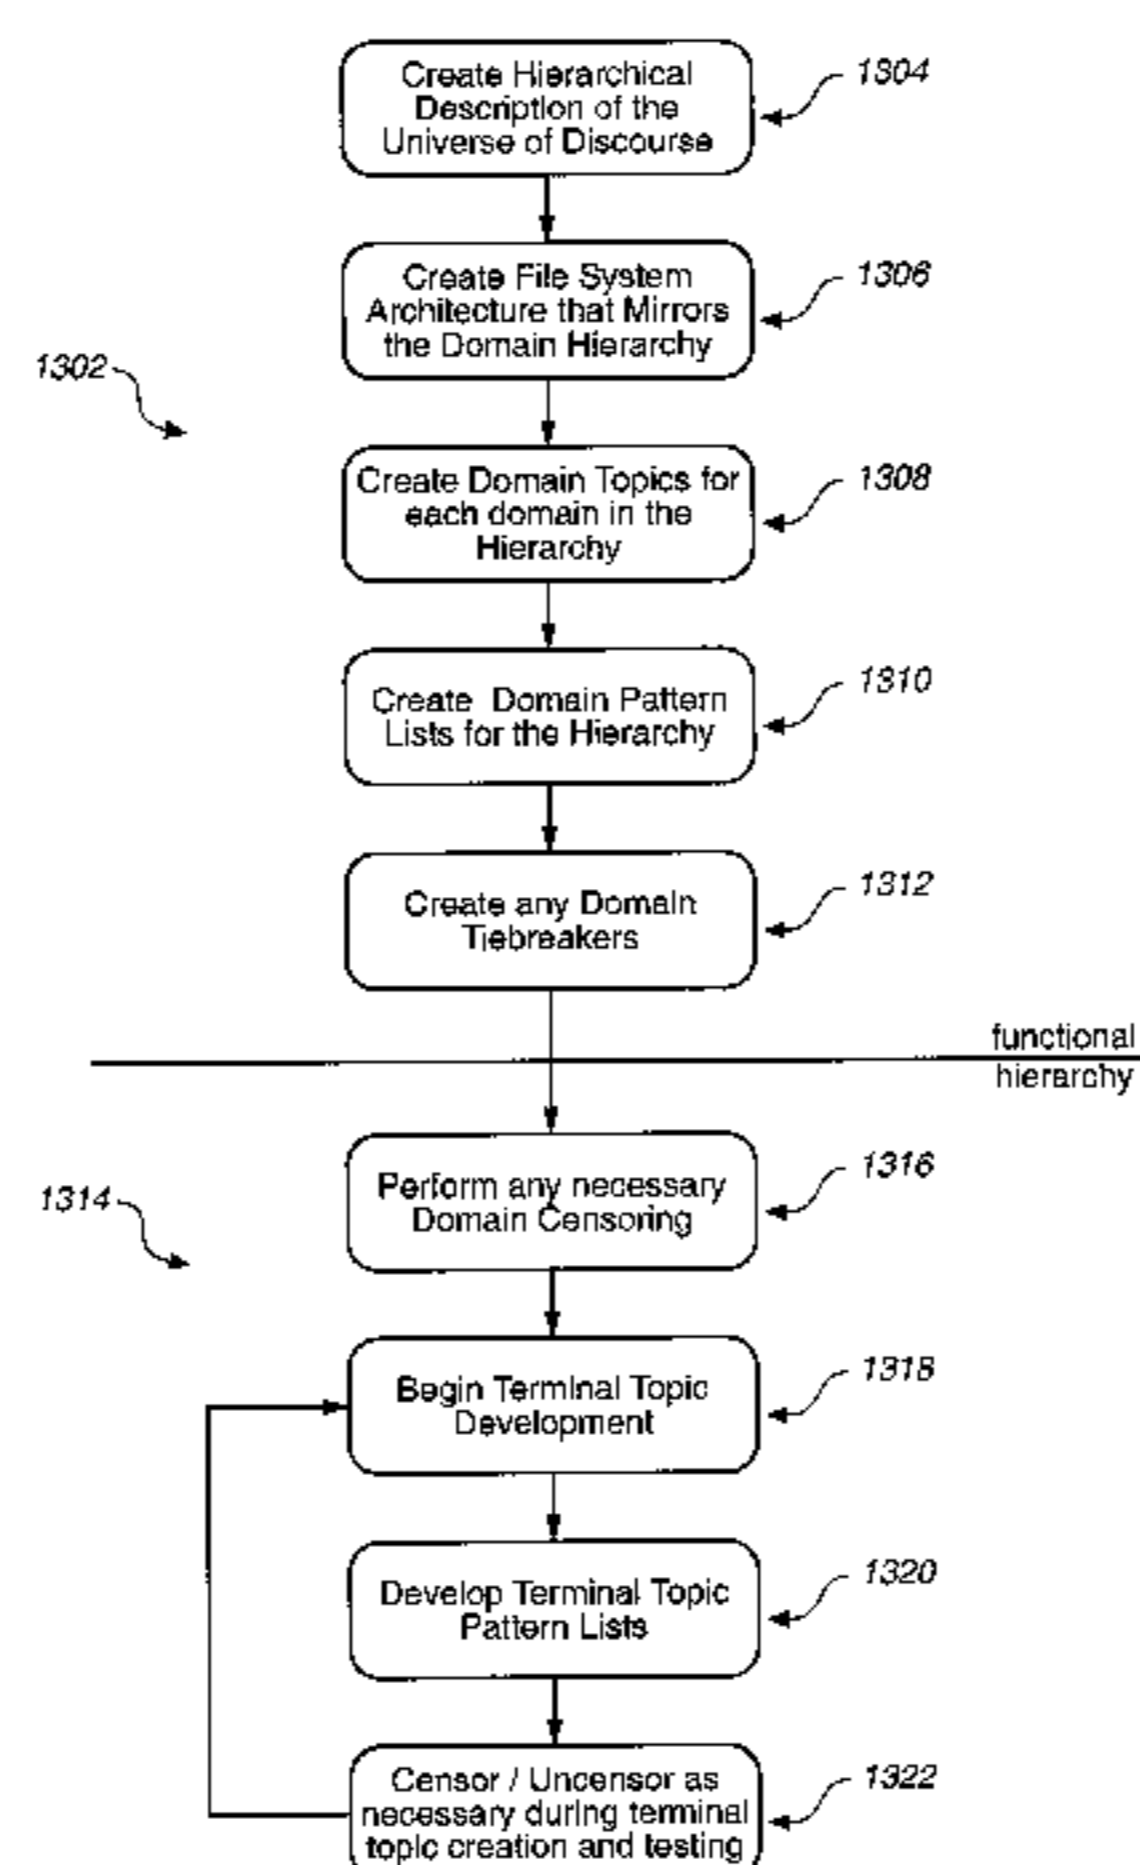 Create Hierarchical
Description of the
Universe of Discourse
1304
Create File System
Architecture that Mirrors
the Domain Hierarchy
1306
1302
Create Domain Topics for
each domain in the
Hierarchy
1308
Create Domain Pattern
Lists for the Hierarchy
1310
Create any Domain
Tiebreakers
1312
functional
hierarchy
Perform any necessary
Domain Censoring
1316
1314
Begin Terminal Topic
Development
1318
Develop Terminal Topic
Pattern Lists
1320
Censor / Uncensor as
necessary during terminal
topic creation and testing
1322